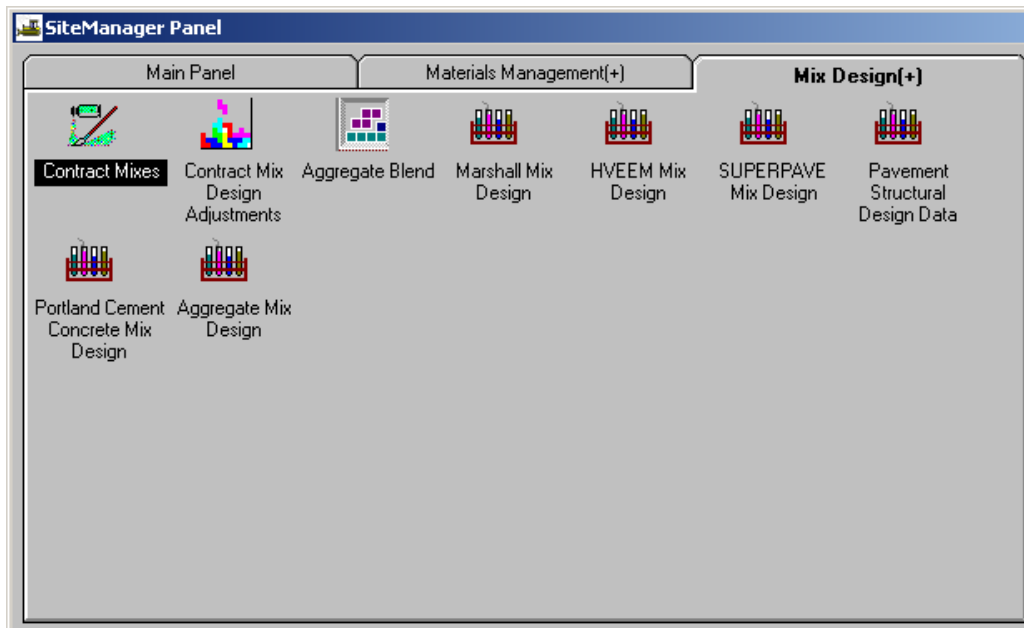 SiteManager Panel
Main Panel
Materials Management(+)
Mix Design(+)
Contract Mixes
Contract Mix
Design
Adjustments
Aggregate Blend
Marshall Mix
Design
HVEEM Mix
Design
SUPERPAVE
Mix Design
Pavement
Structural
Design Data
Portland Cement
Concrete Mix
Design
Aggregate Mix
Design